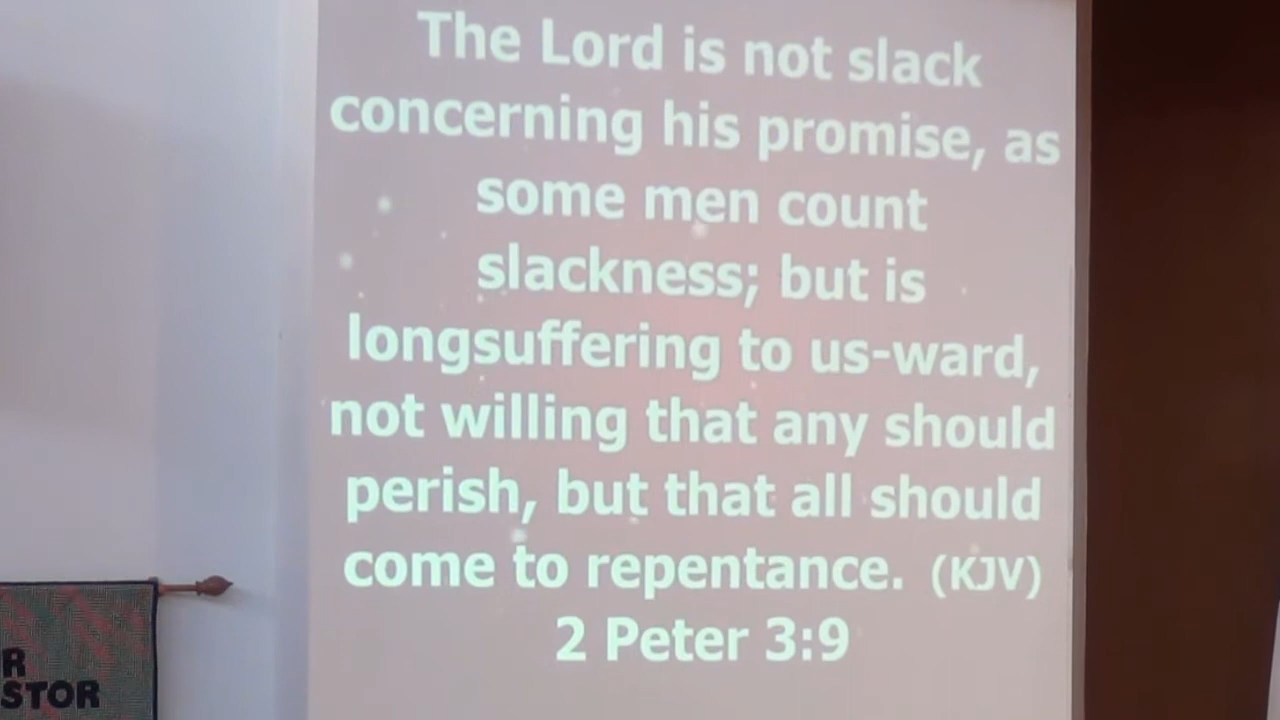 The Lord is not slack
concerning his promise, as
some men count
slackness; but is
longsuffering to us-ward,
not willing that any should
perish, but that all should
come to repentance. (KJV)
2 Peter 3:9
R
STOR